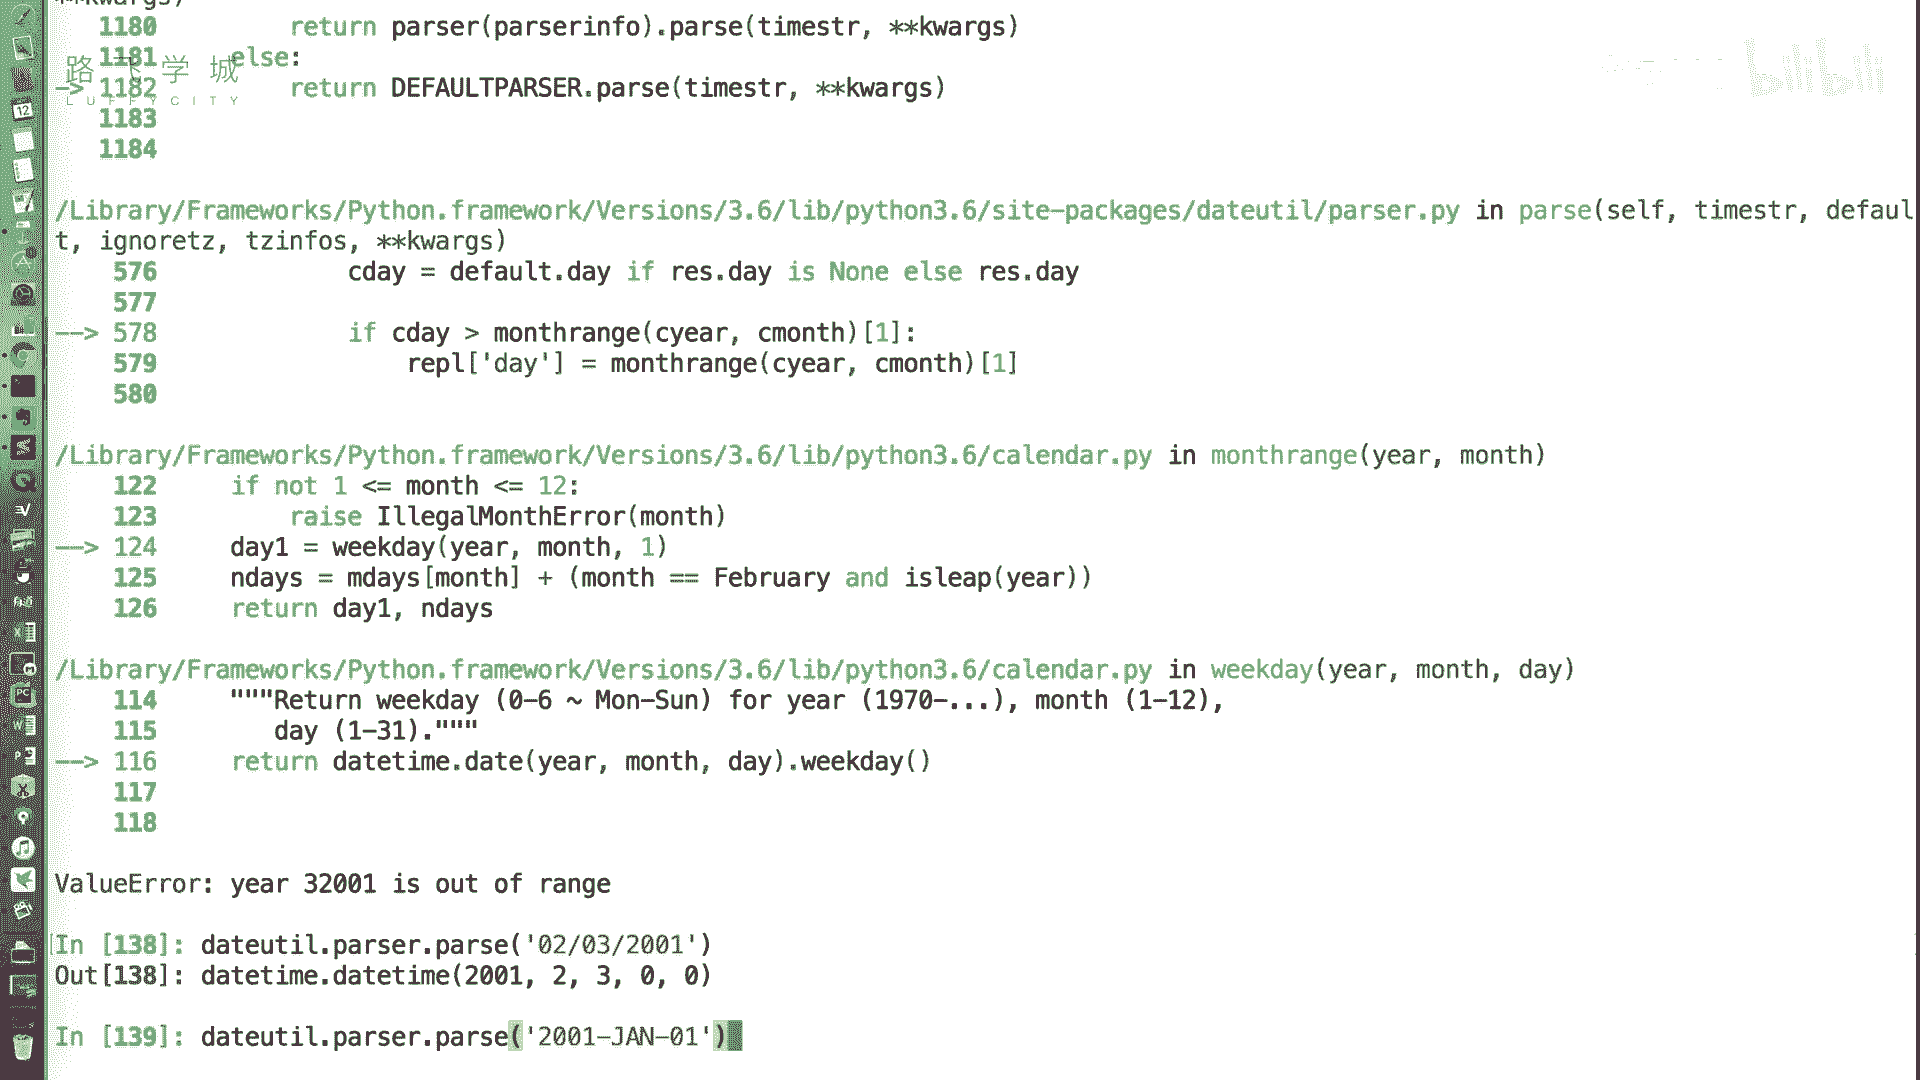 **kwargs)
1180 return parser(parserinfo).parse(timestr, **kwargs)
1181 else:
--> 1182 return DEFAULTPARSER.parse(timestr, **kwargs)
1183
1184
路飞学城
LUFFYCITY
bilibili
/Library/Frameworks/Python.framework/Versions/3.6/lib/python3.6/site-packages/dateutil/parser.py in parse(self, timestr, defaul
t, ignoretz, tzinfos, **kwargs)
576 cday = default.day if res.day is None else res.day
577
--> 578 if cday > monthrange(cyear, cmonth)[1]:
579 repl['day'] = monthrange(cyear, cmonth)[1]
580
/Library/Frameworks/Python.framework/Versions/3.6/lib/python3.6/calendar.py in monthrange(year, month)
122 if not 1 <= month <= 12:
123 raise IllegalMonthError(month)
--> 124 day1 = weekday(year, month, 1)
125 ndays = mdays[month] + (month == February and isleap(year))
126 return day1, ndays
/Library/Frameworks/Python.framework/Versions/3.6/lib/python3.6/calendar.py in weekday(year, month, day)
114 """Return weekday (0-6 ~ Mon-Sun) for year (1970-...), month (1-12),
115 day (1-31)."""
--> 116 return datetime.date(year, month, day).weekday()
117
118
ValueError: year 32001 is out of range
In [138]: dateutil.parser.parse('02/03/2001')
Out[138]: datetime.datetime(2001, 2, 3, 0, 0)
In [139]: dateutil.parser.parse('2001-JAN-01')